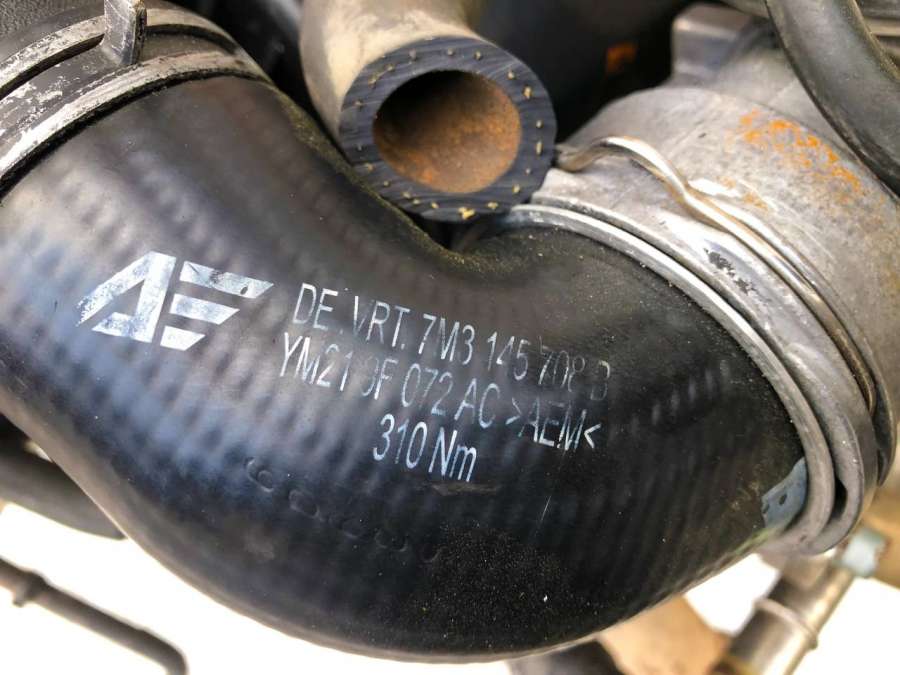 AE
DE VRT. 7M3 145 708 B
YM21 9F 072 AC >AEM<
310 Nm